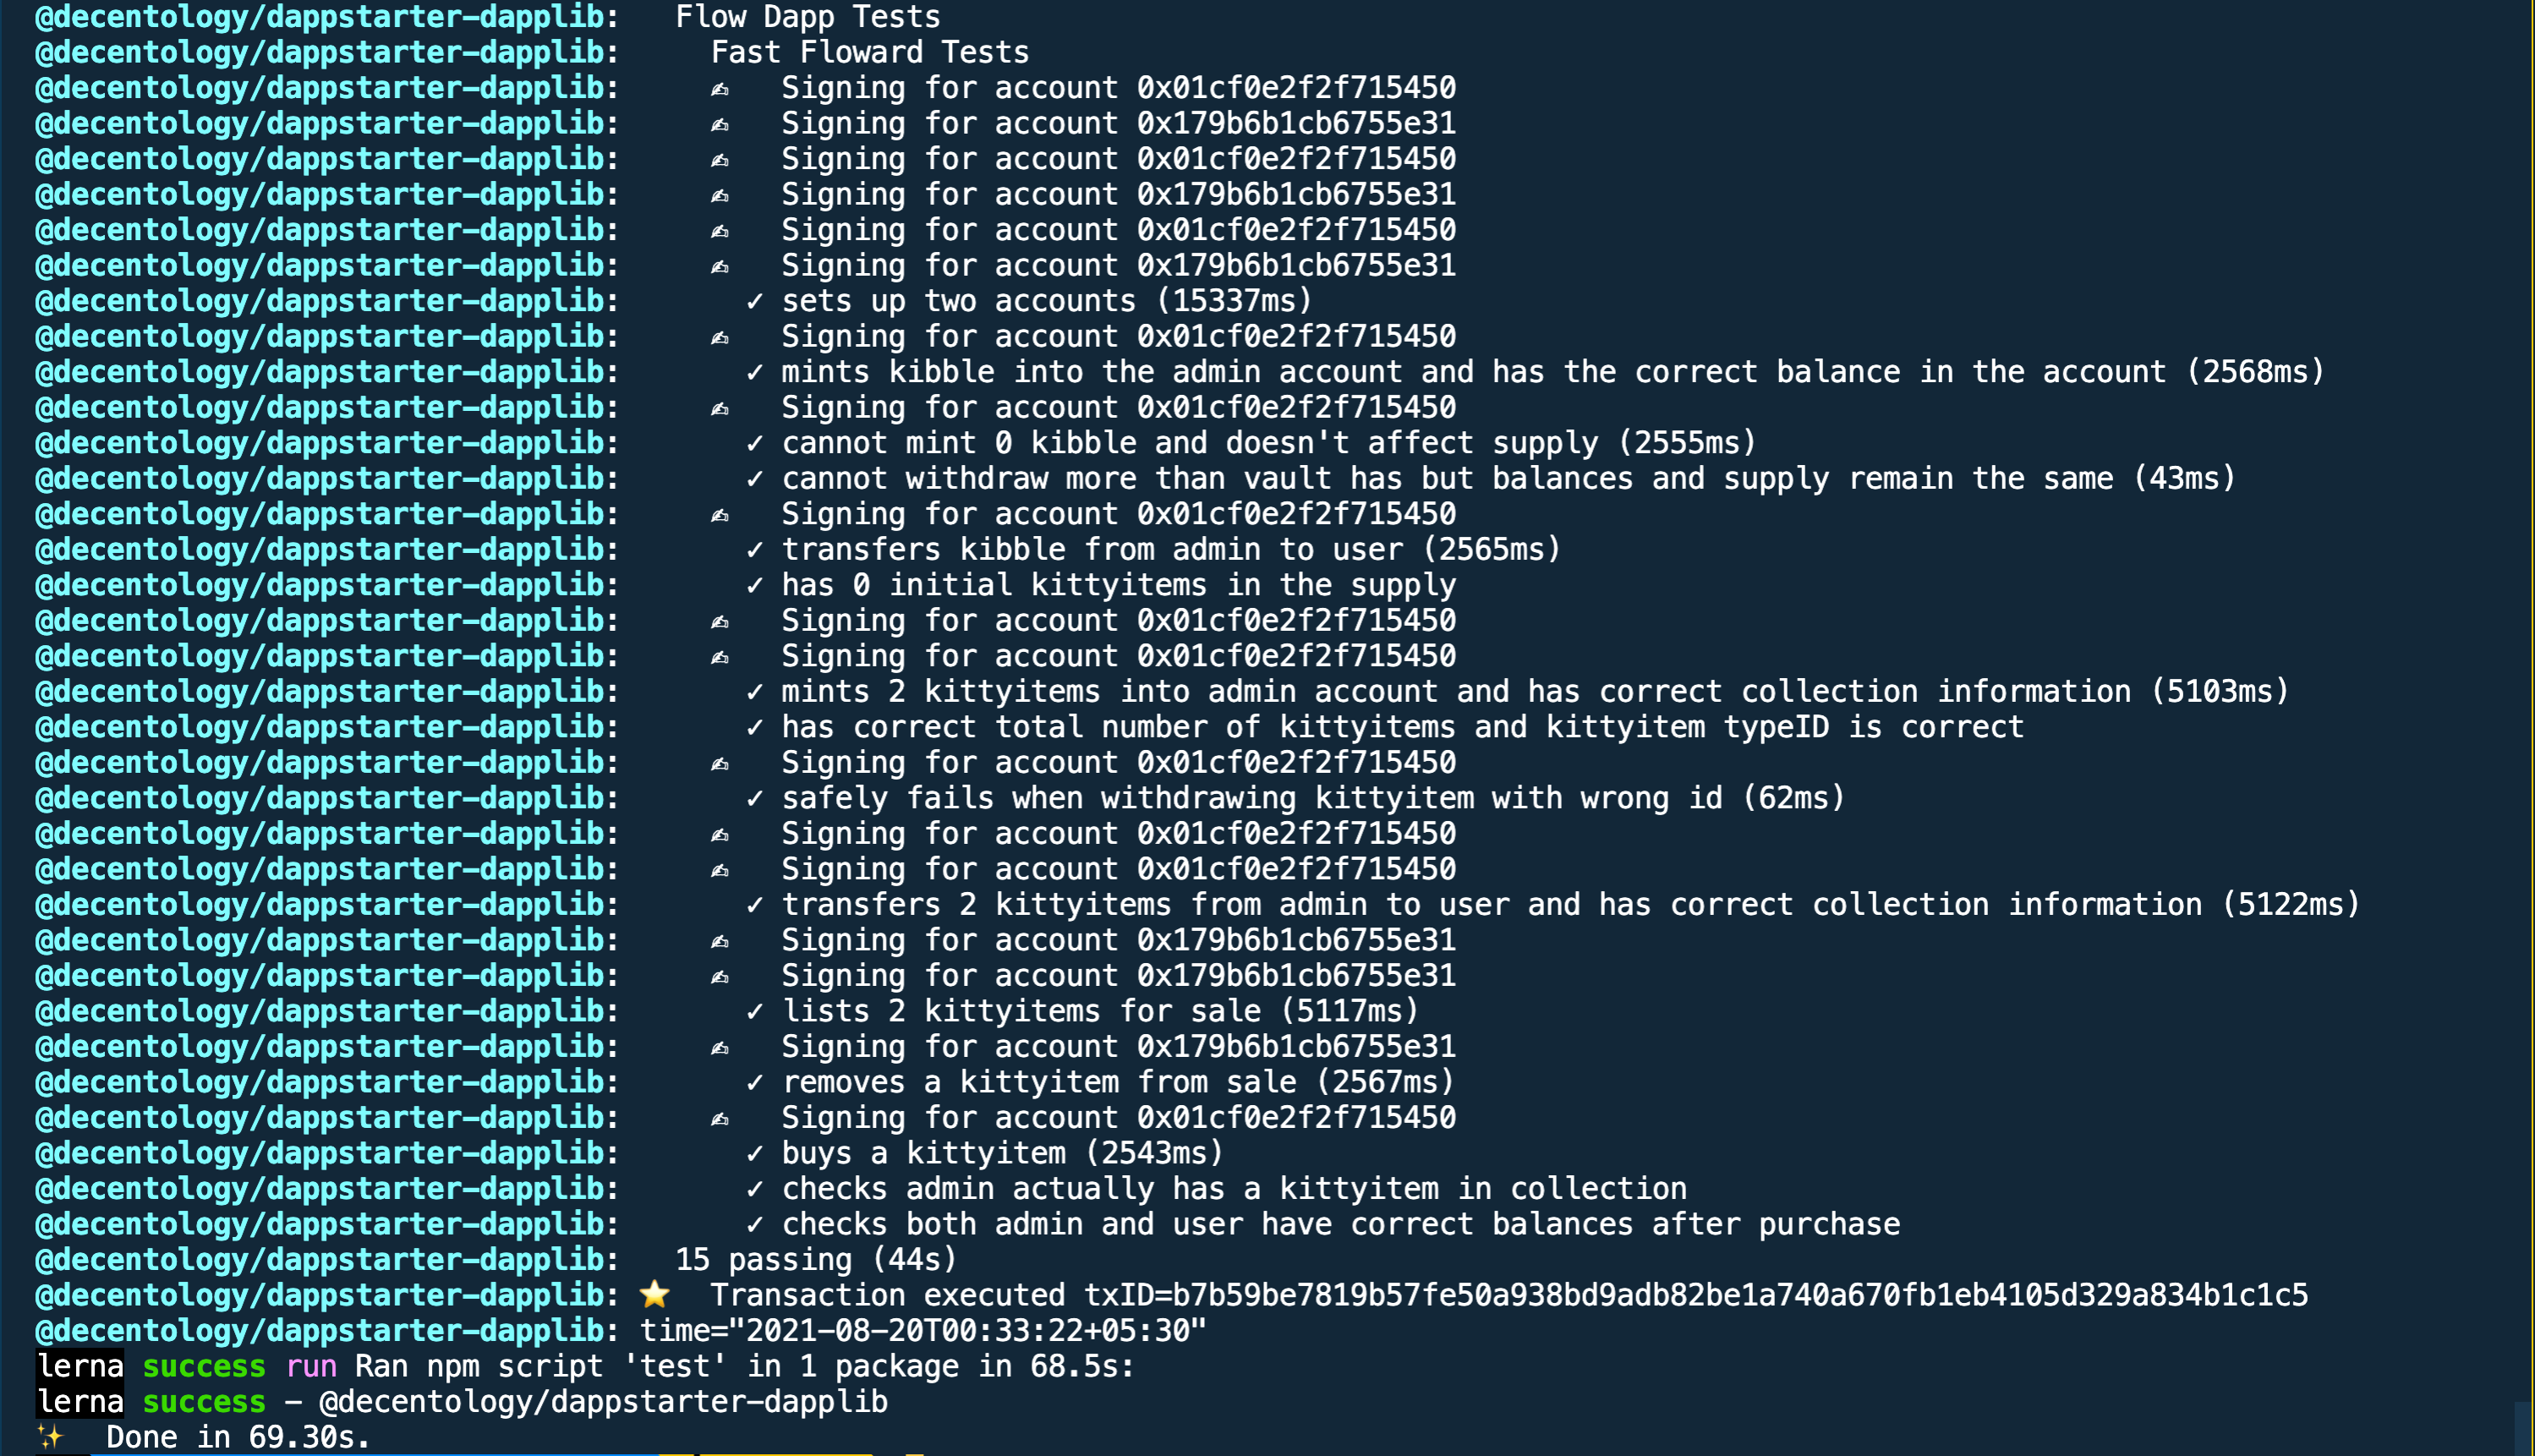 @decentology/dappstarter-dapplib:   Flow Dapp Tests
@decentology/dappstarter-dapplib:     Fast Floward Tests
@decentology/dappstarter-dapplib:     ✍   Signing for account 0x01cf0e2f2f715450
@decentology/dappstarter-dapplib:     ✍   Signing for account 0x179b6b1cb6755e31
@decentology/dappstarter-dapplib:     ✍   Signing for account 0x01cf0e2f2f715450
@decentology/dappstarter-dapplib:     ✍   Signing for account 0x179b6b1cb6755e31
@decentology/dappstarter-dapplib:     ✍   Signing for account 0x01cf0e2f2f715450
@decentology/dappstarter-dapplib:     ✍   Signing for account 0x179b6b1cb6755e31
@decentology/dappstarter-dapplib:       ✓ sets up two accounts (15337ms)
@decentology/dappstarter-dapplib:     ✍   Signing for account 0x01cf0e2f2f715450
@decentology/dappstarter-dapplib:       ✓ mints kibble into the admin account and has the correct balance in the account (2568ms)
@decentology/dappstarter-dapplib:     ✍   Signing for account 0x01cf0e2f2f715450
@decentology/dappstarter-dapplib:       ✓ cannot mint 0 kibble and doesn't affect supply (2555ms)
@decentology/dappstarter-dapplib:       ✓ cannot withdraw more than vault has but balances and supply remain the same (43ms)
@decentology/dappstarter-dapplib:     ✍   Signing for account 0x01cf0e2f2f715450
@decentology/dappstarter-dapplib:       ✓ transfers kibble from admin to user (2565ms)
@decentology/dappstarter-dapplib:       ✓ has 0 initial kittyitems in the supply
@decentology/dappstarter-dapplib:     ✍   Signing for account 0x01cf0e2f2f715450
@decentology/dappstarter-dapplib:     ✍   Signing for account 0x01cf0e2f2f715450
@decentology/dappstarter-dapplib:       ✓ mints 2 kittyitems into admin account and has correct collection information (5103ms)
@decentology/dappstarter-dapplib:       ✓ has correct total number of kittyitems and kittyitem typeID is correct
@decentology/dappstarter-dapplib:     ✍   Signing for account 0x01cf0e2f2f715450
@decentology/dappstarter-dapplib:       ✓ safely fails when withdrawing kittyitem with wrong id (62ms)
@decentology/dappstarter-dapplib:     ✍   Signing for account 0x01cf0e2f2f715450
@decentology/dappstarter-dapplib:     ✍   Signing for account 0x01cf0e2f2f715450
@decentology/dappstarter-dapplib:       ✓ transfers 2 kittyitems from admin to user and has correct collection information (5122ms)
@decentology/dappstarter-dapplib:     ✍   Signing for account 0x179b6b1cb6755e31
@decentology/dappstarter-dapplib:     ✍   Signing for account 0x179b6b1cb6755e31
@decentology/dappstarter-dapplib:       ✓ lists 2 kittyitems for sale (5117ms)
@decentology/dappstarter-dapplib:     ✍   Signing for account 0x179b6b1cb6755e31
@decentology/dappstarter-dapplib:       ✓ removes a kittyitem from sale (2567ms)
@decentology/dappstarter-dapplib:     ✍   Signing for account 0x01cf0e2f2f715450
@decentology/dappstarter-dapplib:       ✓ buys a kittyitem (2543ms)
@decentology/dappstarter-dapplib:       ✓ checks admin actually has a kittyitem in collection
@decentology/dappstarter-dapplib:       ✓ checks both admin and user have correct balances after purchase
@decentology/dappstarter-dapplib:   15 passing (44s)
@decentology/dappstarter-dapplib: ⭐  Transaction executed txID=b7b59be7819b57fe50a938bd9adb82be1a740a670fb1eb4105d329a834b1c1c5
@decentology/dappstarter-dapplib: time="2021-08-20T00:33:22+05:30"
lerna success run Ran npm script 'test' in 1 package in 68.5s:
lerna success - @decentology/dappstarter-dapplib
✨  Done in 69.30s.